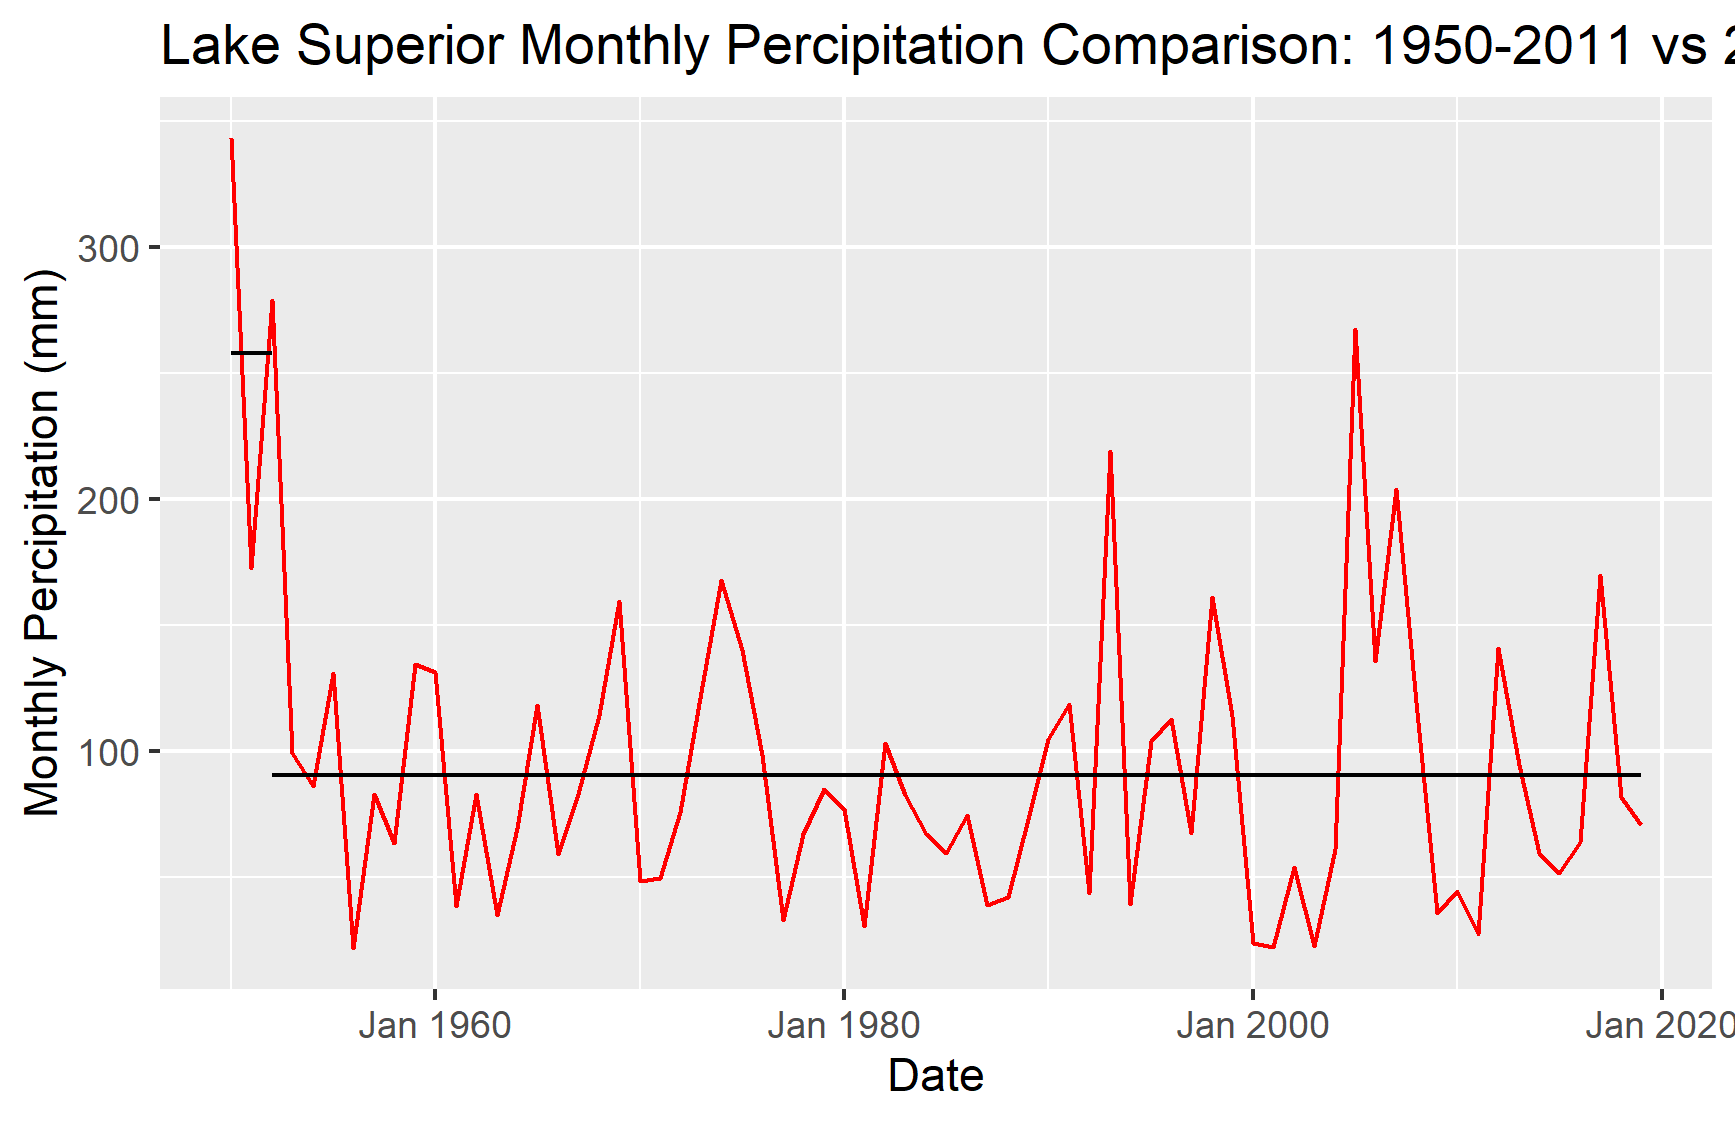 Lake Superior Monthly Percipitation Comparison: 1950-2011 vs 2
Monthly Percipitation (mm)
300
200
100
Jan 1960
Jan 1980
Jan 2000
Jan 2020
Date